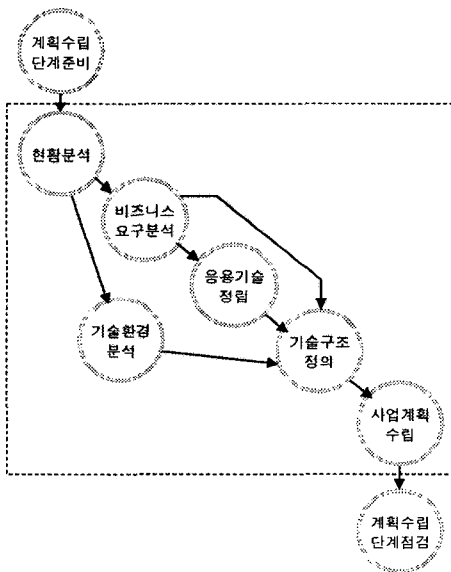 계획수립
단계준비
현황분석
비즈니스
요구분석
응용기술
정립
기술환경
분석
기술구조
정의
사업계획
수립
계획수립
단계점검